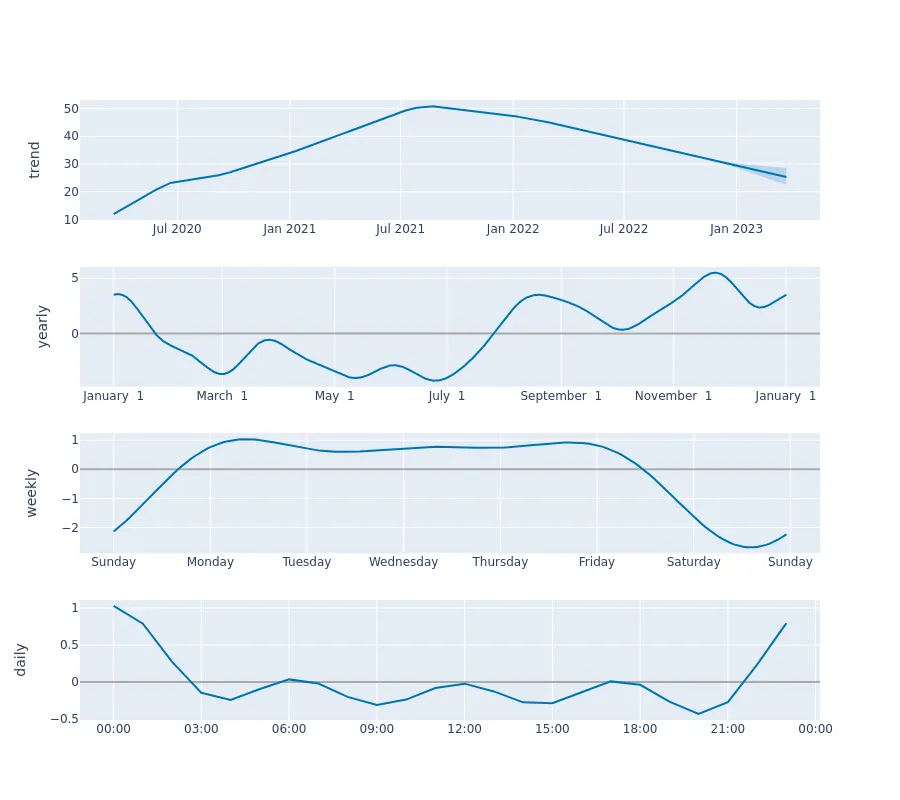 50
40
30
20
10
trend
Jul 2020 Jan 2021 Jul 2021 Jan 2022 Jul 2022 Jan 2023
5
0
yearly
January 1 March 1 May 1 July 1 September 1 November 1 January 1
1
0
−1
−2
weekly
Sunday Monday Tuesday Wednesday Thursday Friday Saturday Sunday
1
0.5
0
−0.5
daily
00:00 03:00 06:00 09:00 12:00 15:00 18:00 21:00 00:00